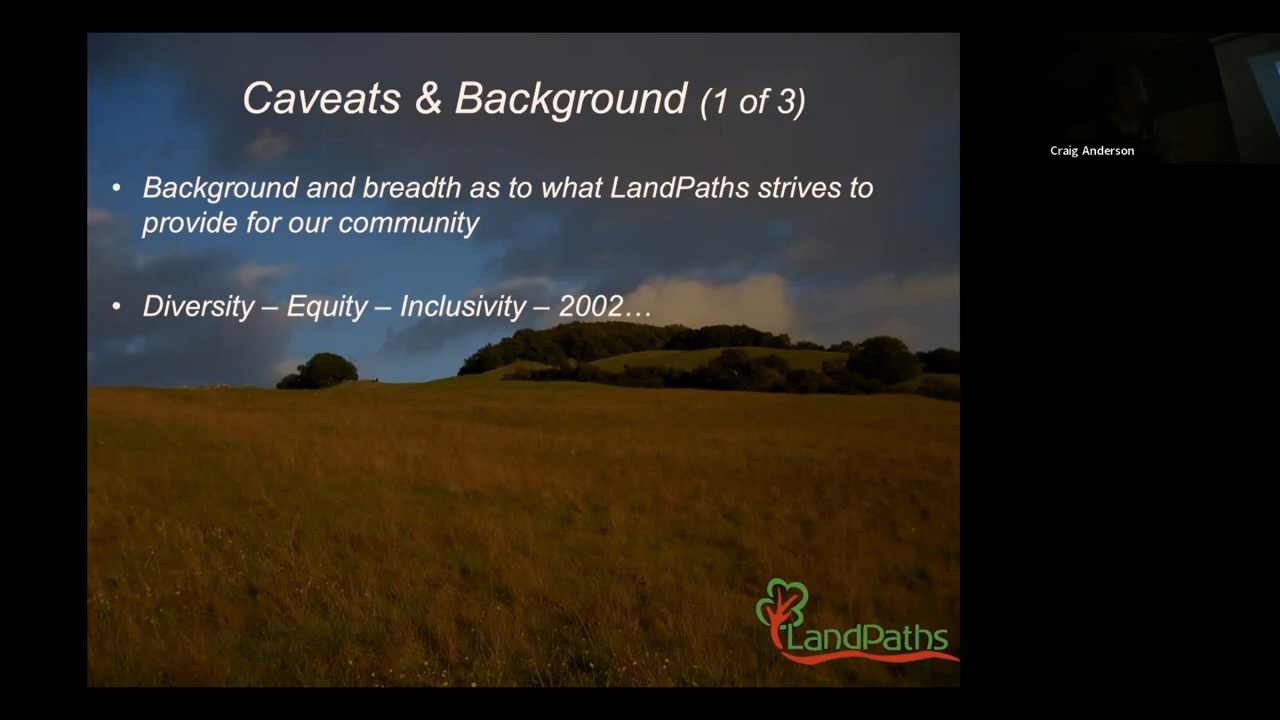 Caveats & Background (1 of 3)
• Background and breadth as to what LandPaths strives to
provide for our community
• Diversity – Equity – Inclusivity – 2002…
LandPaths
Craig Anderson